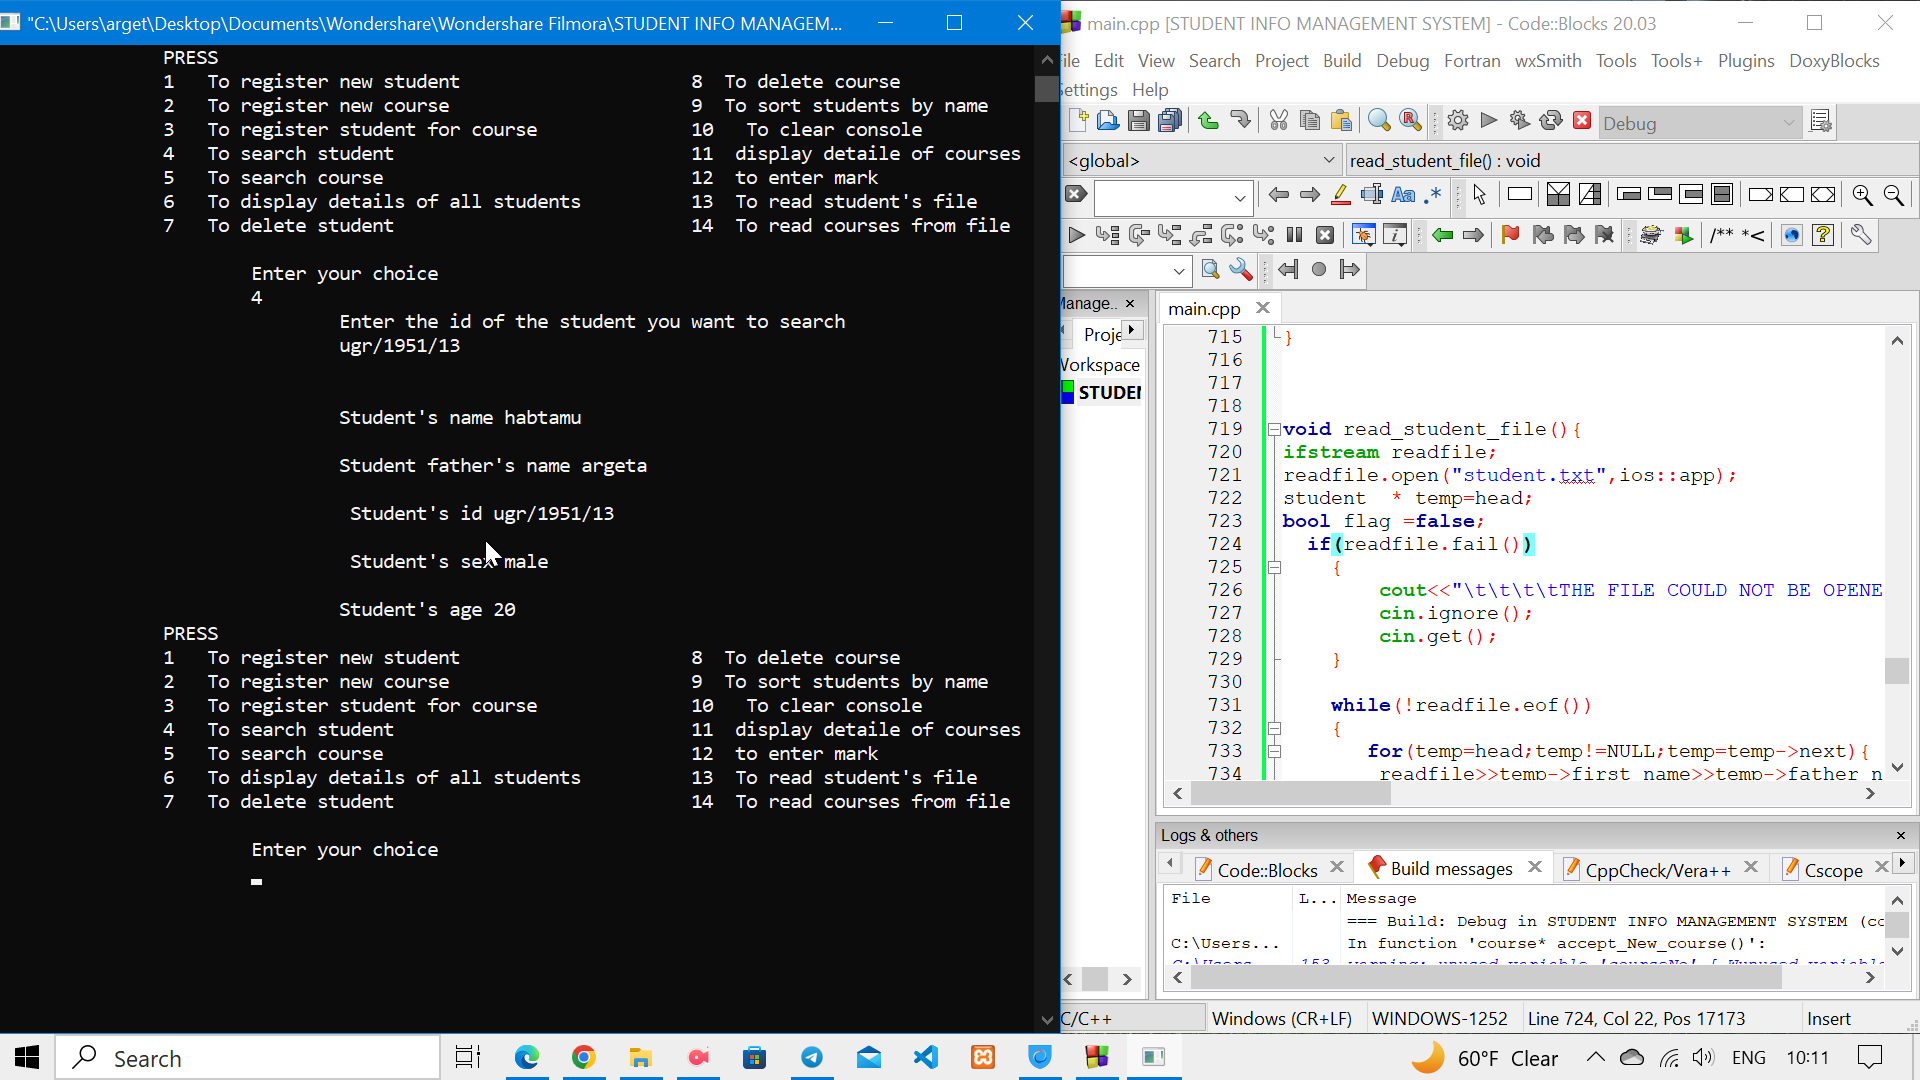 "C:\Users\arget\Desktop\Documents\Wondershare\Wondershare Filmora\STUDENT INFO MANAGEM...
PRESS
1 To register new student 8 To delete course
2 To register new course 9 To sort students by name
3 To register student for course 10 To clear console
4 To search student 11 display detaile of courses
5 To search course 12 to enter mark
6 To display details of all students 13 To read student's file
7 To delete student 14 To read courses from file
Enter your choice
4
Enter the id of the student you want to search
ugr/1951/13
Student's name habtamu
Student father's name argeta
Student's id ugr/1951/13
Student's sex male
Student's age 20
PRESS
1 To register new student 8 To delete course
2 To register new course 9 To sort students by name
3 To register student for course 10 To clear console
4 To search student 11 display detaile of courses
5 To search course 12 to enter mark
6 To display details of all students 13 To read student's file
7 To delete student 14 To read courses from file
Enter your choice
main.cpp [STUDENT INFO MANAGEMENT SYSTEM] - Code::Blocks 20.03
ile Edit View Search Project Build Debug Fortran wxSmith Tools Tools+ Plugins DoxyBlocks
ettings Help
Debug
<global> read_student_file() : void
Aa .* 
/** *<
Manage..
Proje
Workspace
STUDEN
main.cpp
715 }
716
717
718
719 void read_student_file(){
720 ifstream readfile;
721 readfile.open("student.txt",ios::app);
722 student * temp=head;
723 bool flag =false;
724 if(readfile.fail())
725 {
726 cout<<"\t\t\t\tTHE FILE COULD NOT BE OPENE
727 cin.ignore();
728 cin.get();
729 }
730
731 while(!readfile.eof())
732 {
733 for(temp=head;temp!=NULL;temp=temp->next){
734 readfile>>temp->first_name>>temp->father_n
Logs & others
Code::Blocks Build messages CppCheck/Vera++ Cscope
File L... Message
=== Build: Debug in STUDENT INFO MANAGEMENT SYSTEM (co
C:\Users... In function 'course* accept_New_course()':
C:\Users... 153 warning: unused variable 'courseNo' [-Wunused-variable
C/C++ Windows (CR+LF) WINDOWS-1252 Line 724, Col 22, Pos 17173 Insert
Search
60°F Clear ENG 10:11